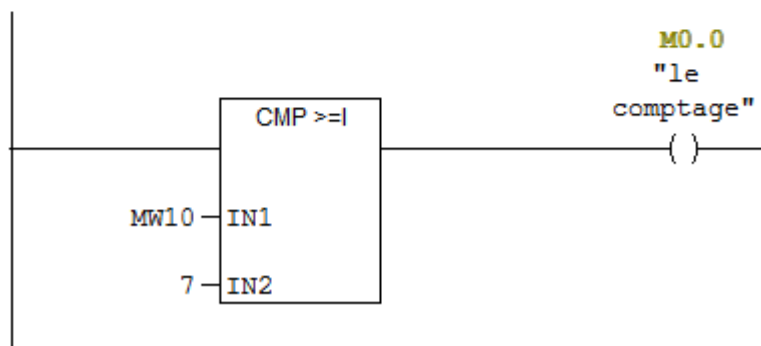 M0.0
"le
comptage"
CMP >=I
( )
MW10 IN1
7 IN2